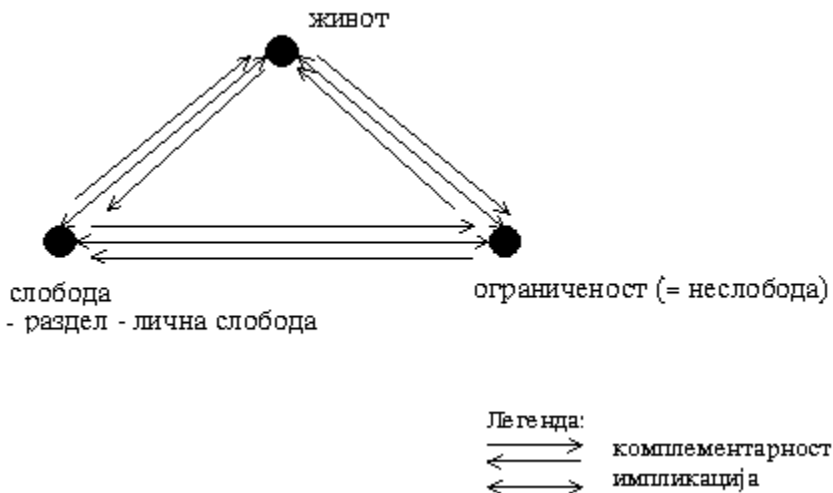 живот
слобода
- раздел - лична слобода
ограниченост (= неслобода)
Легенда:
комплементарност
импликација